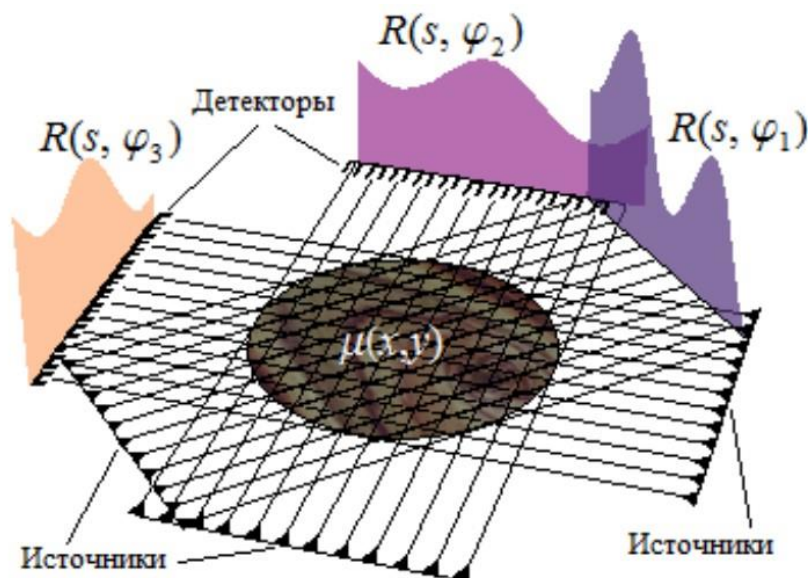 R(s, φ₂)
Детекторы
R(s, φ₃)
R(s, φ₁)
μ(x,y)
Источники
Источники